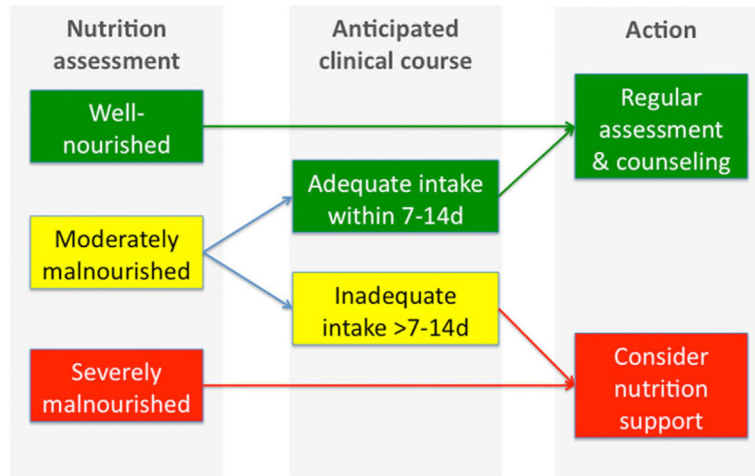 Nutrition
assessment
Anticipated
clinical course
Action
Well-
nourished
Regular
assessment
& counseling
Adequate intake
within 7-14d
Moderately
malnourished
Inadequate
intake >7-14d
Severely
malnourished
Consider
nutrition
support